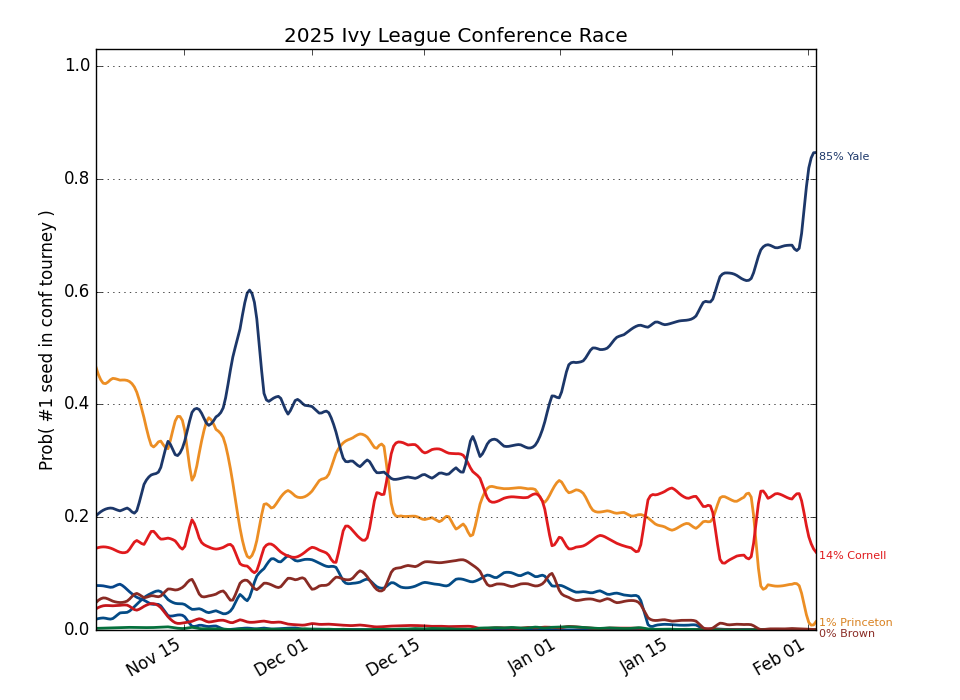 2025 Ivy League Conference Race
Prob( #1 seed in conf tourney )
1.0
0.8
0.6
0.4
0.2
0.0
85% Yale
14% Cornell
1% Princeton
0% Brown
Nov 15
Dec 01
Dec 15
Jan 01
Jan 15
Feb 01